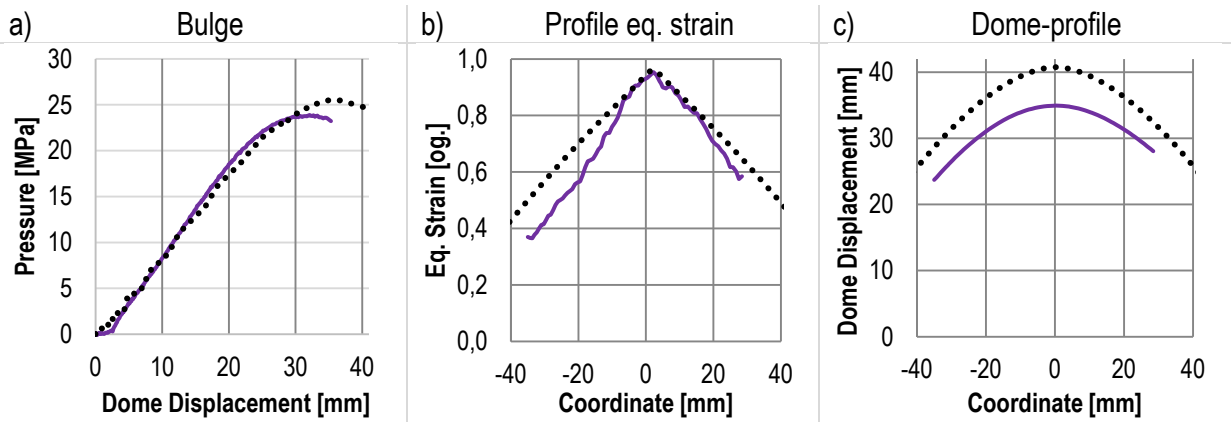 a) Bulge
30
25
20
15
10
5
0
Pressure [MPa]
0 10 20 30 40
Dome Displacement [mm]
b) Profile eq. strain
1,0
0,8
0,6
0,4
0,2
0,0
Eq. Strain [og.]
-40 -20 0 20 40
Coordinate [mm]
c) Dome-profile
40
30
20
10
0
Dome Displacement [mm]
-40 -20 0 20 40
Coordinate [mm]